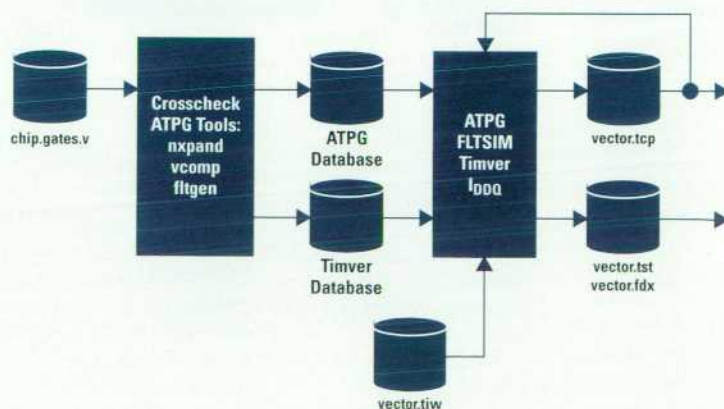 chip.gates.v
Crosscheck
ATPG Tools:
nxpand
vcomp
fltgen
ATPG
Database
Timver
Database
ATPG
FLTSIM
Timver
IDDQ
vector.tcp
vector.tst
vector.fdx
vector.tiw